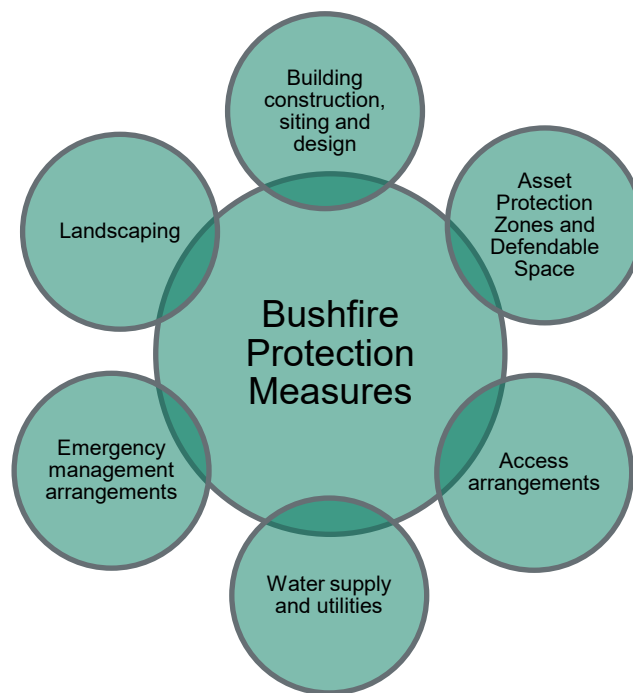 Building
construction,
siting and
design
Asset
Protection
Zones and
Defendable
Space
Access
arrangements
Water supply
and utilities
Emergency
management
arrangements
Landscaping
Bushfire
Protection
Measures